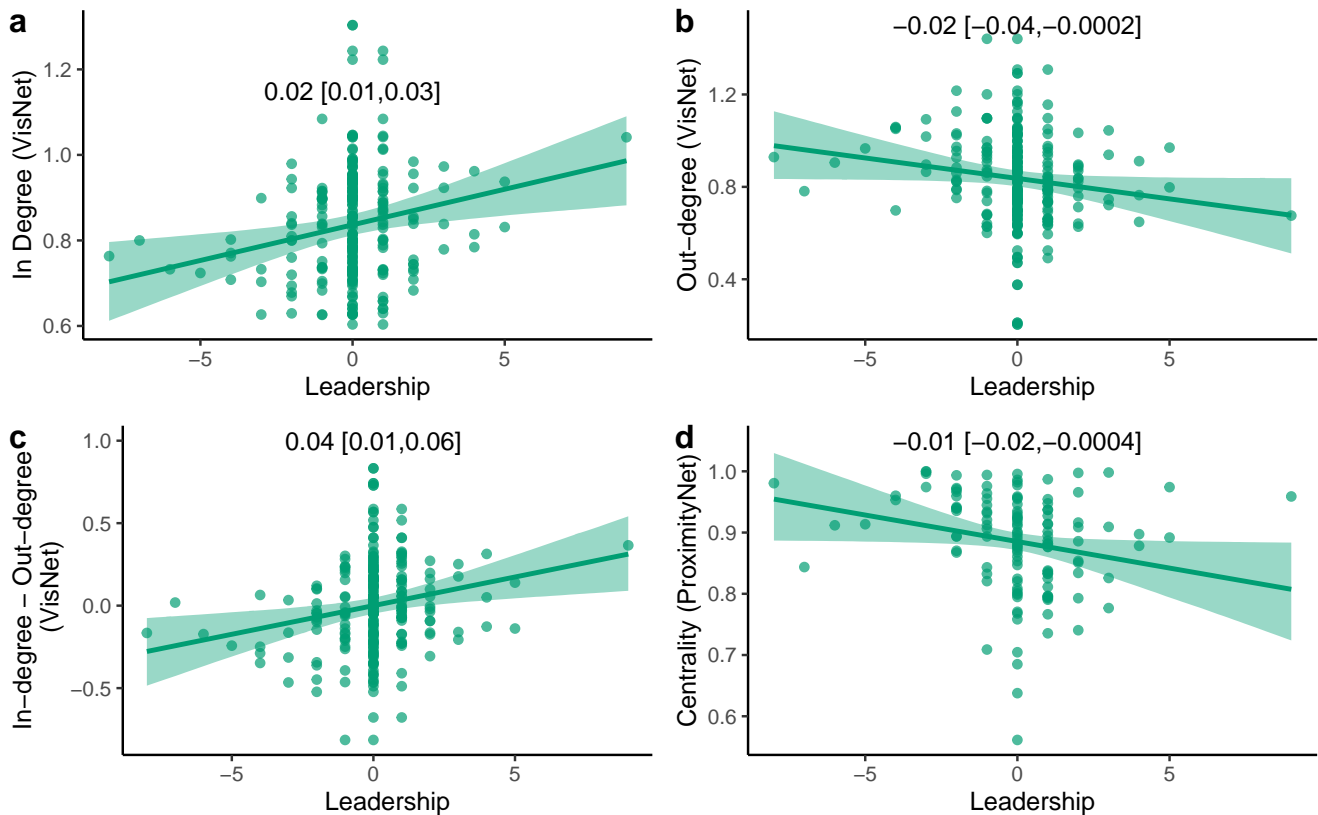 a
0.02 [0.01,0.03]
In Degree (VisNet)
1.2
1.0
0.8
0.6
−5
0
5
Leadership
b
−0.02 [−0.04,−0.0002]
Out−degree (VisNet)
1.2
0.8
0.4
−5
0
5
Leadership
c
0.04 [0.01,0.06]
In−degree − Out−degree
(VisNet)
1.0
0.5
0.0
−0.5
−5
0
5
Leadership
d
−0.01 [−0.02,−0.0004]
Centrality (ProximityNet)
1.0
0.9
0.8
0.7
0.6
−5
0
5
Leadership